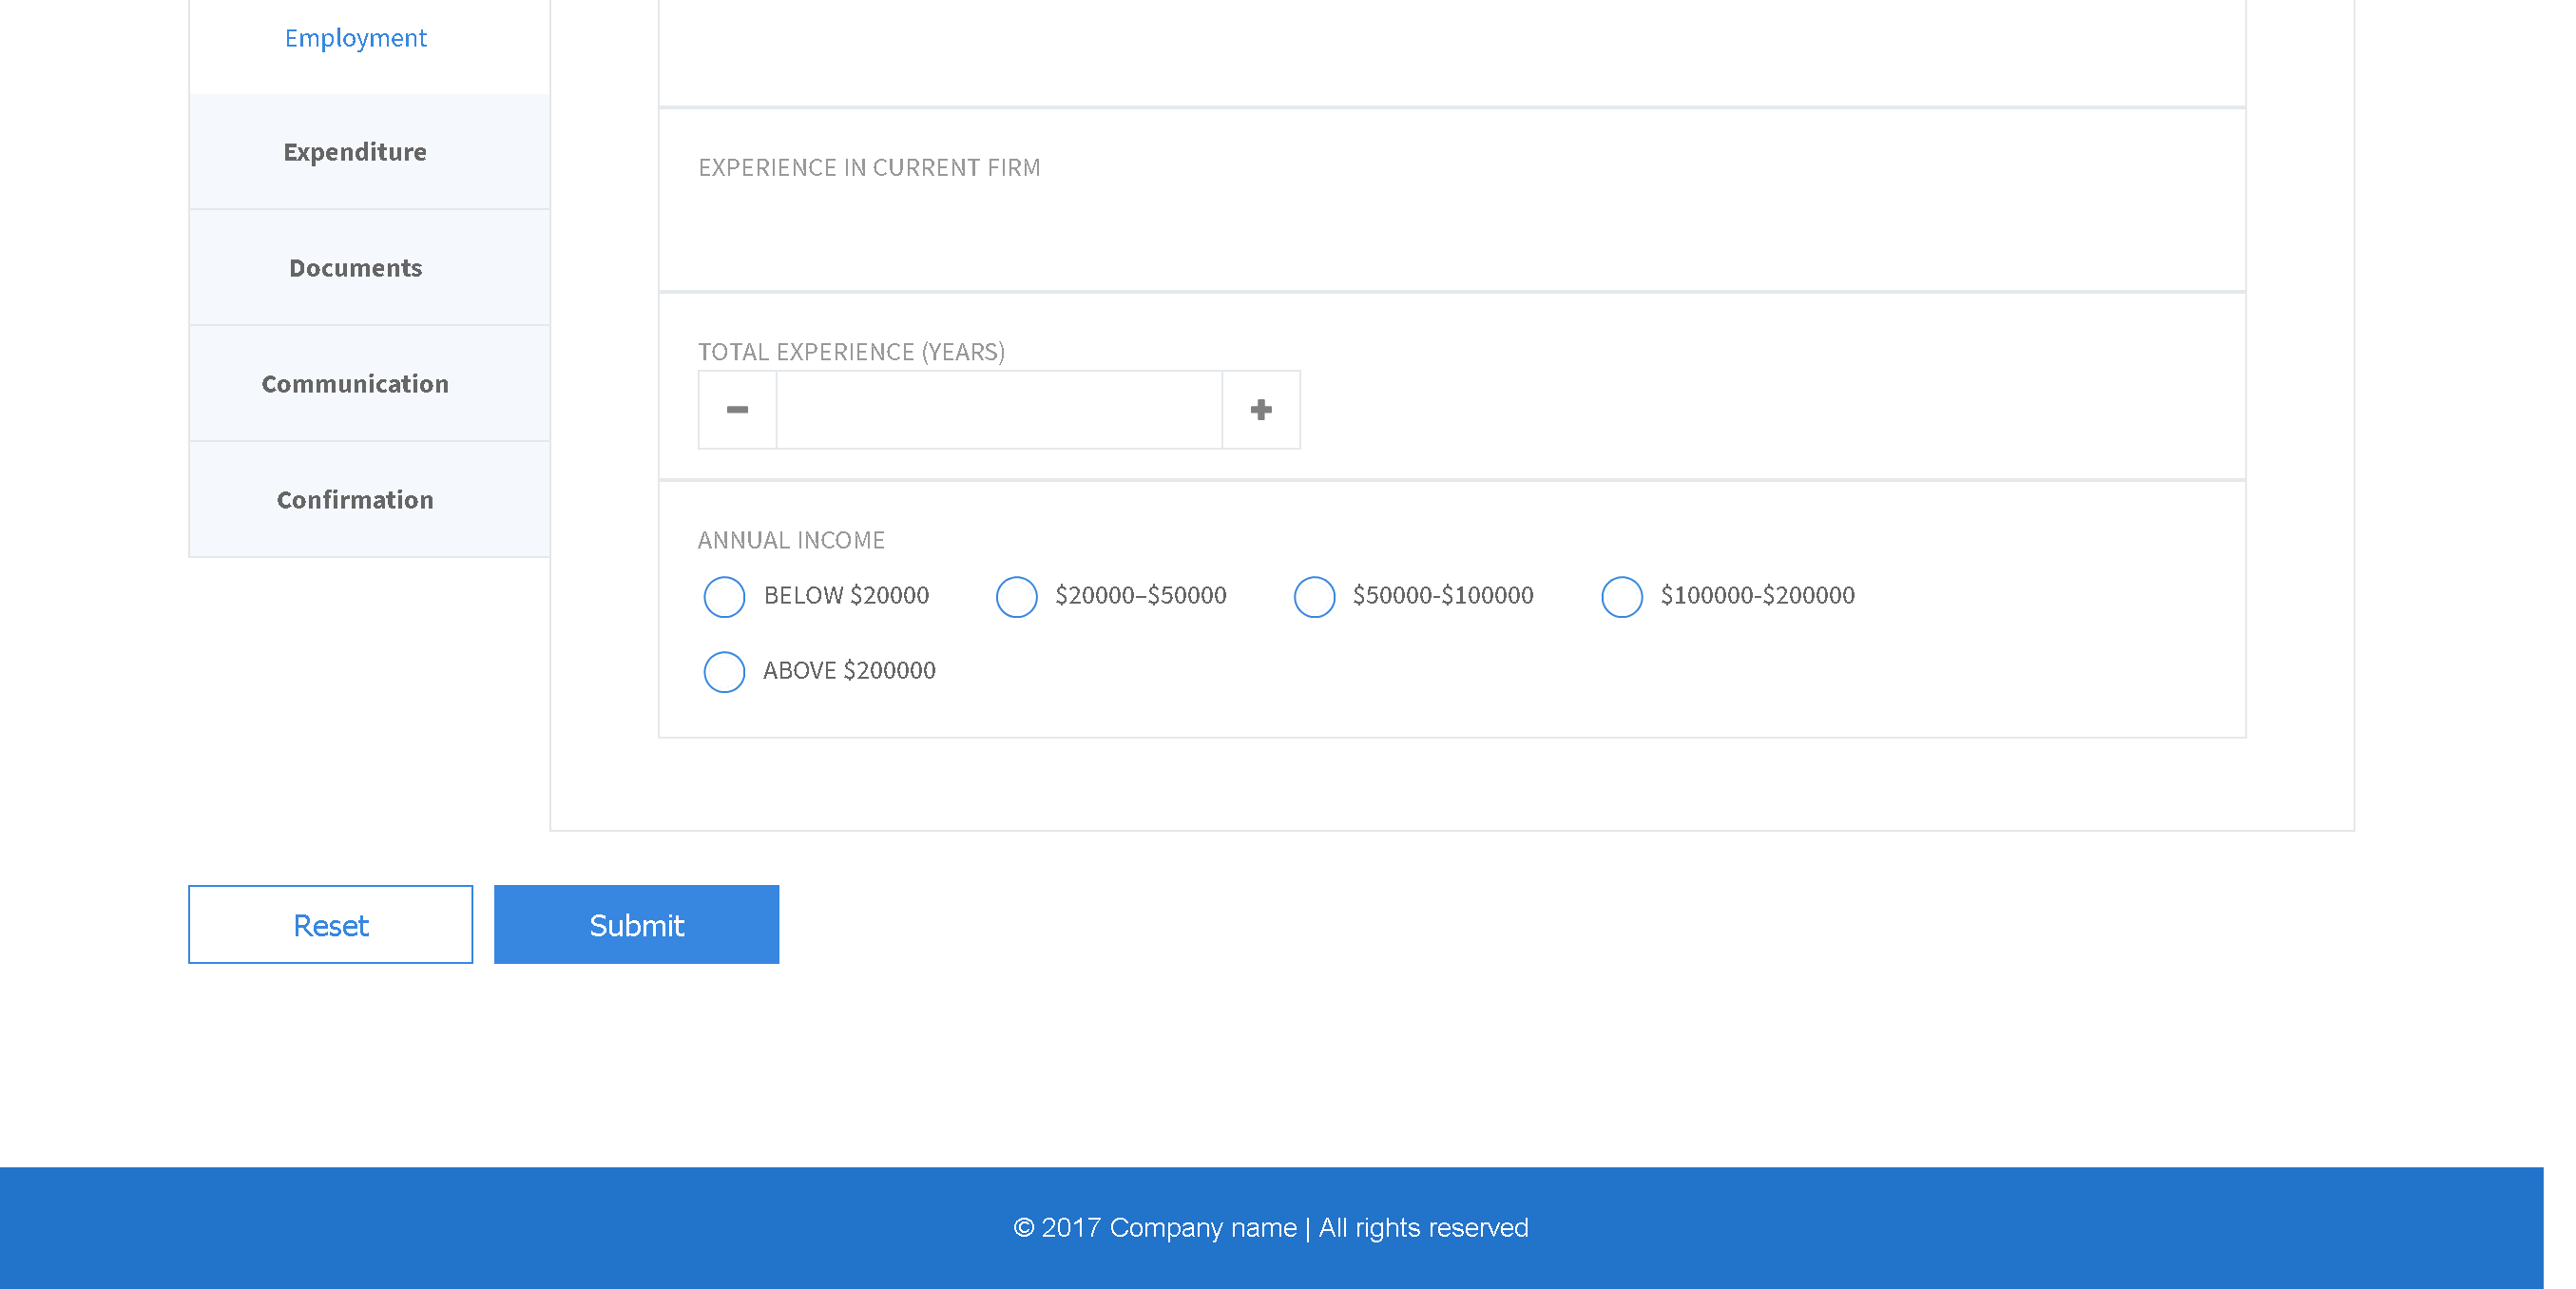 Employment
Expenditure
Documents
Communication
Confirmation
EXPERIENCE IN CURRENT FIRM
TOTAL EXPERIENCE (YEARS)
ANNUAL INCOME
BELOW $20000 $20000–$50000 $50000-$100000 $100000-$200000
ABOVE $200000
Reset Submit
© 2017 Company name | All rights reserved